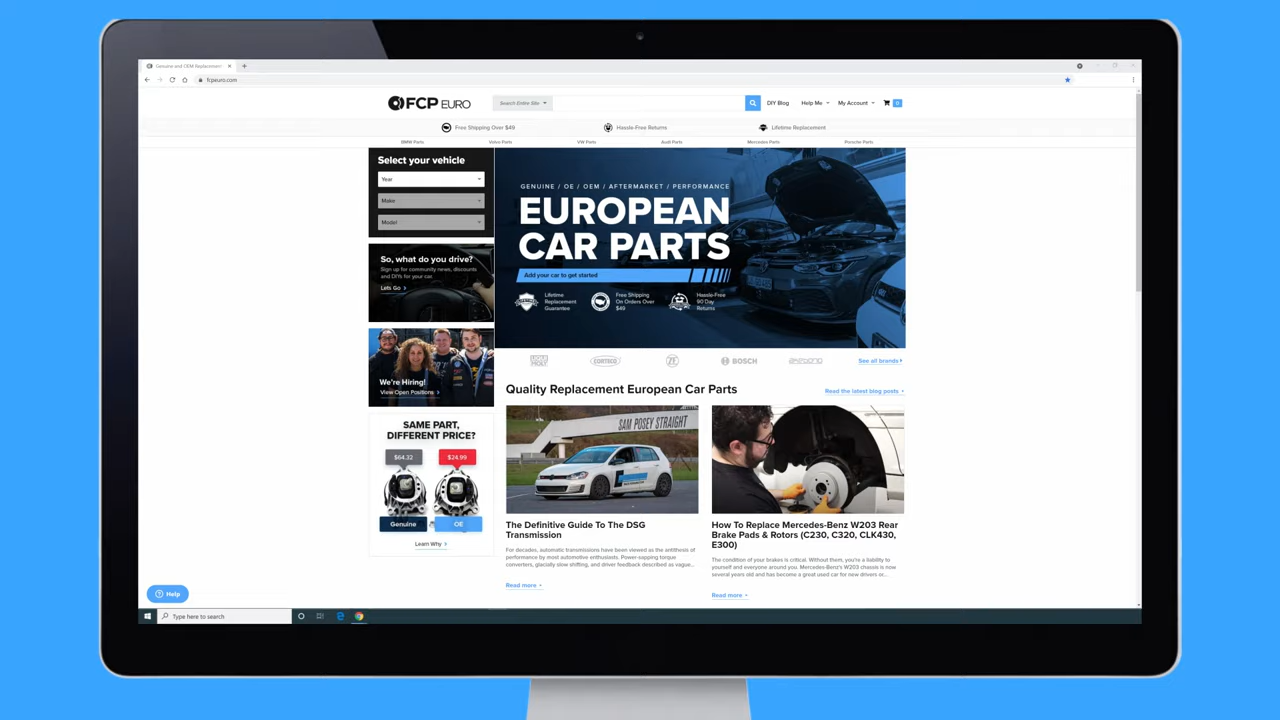 Genuine and OEM Replacement
fcpeuro.com
FCP EURO
Search Entire Site
DIY Blog
Help Me
My Account
0
Free Shipping Over $49
Hassle-Free Returns
Lifetime Replacement
BMW Parts
Volvo Parts
VW Parts
Audi Parts
Mercedes Parts
Porsche Parts
Select your vehicle
Year
Make
Model
GENUINE / OE / OEM / AFTERMARKET / PERFORMANCE
EUROPEAN
CAR PARTS
Add your car to get started
Lifetime
Replacement
Guarantee
Free Shipping
On Orders Over
$49
Hassle-Free
90 Day
Returns
So, what do you drive?
Sign up for community news, discounts
and DIYs for your car.
Lets Go
We're Hiring!
View Open Positions
LIQUI
MOLY
CORTECO
ZF
BOSCH
akebono
See all brands
Quality Replacement European Car Parts
Read the latest blog posts
SAME PART,
DIFFERENT PRICE?
$64.32
$24.99
Genuine
OE
Learn Why
SAM POSEY STRAIGHT
The Definitive Guide To The DSG
Transmission
For decades, automatic transmissions have been viewed as the antithesis of
performance by most automotive enthusiasts. Power-sapping torque
converters, glacially slow shifting, and driver feedback described as vague...
Read more
How To Replace Mercedes-Benz W203 Rear
Brake Pads & Rotors (C230, C320, CLK430,
E300)
The condition of your brakes is critical. Without them, you're a liability to
yourself and everyone around you. Mercedes-Benz's W203 chassis is now
several years old and has become a great used car for new drivers or...
Read more
Help
Type here to search